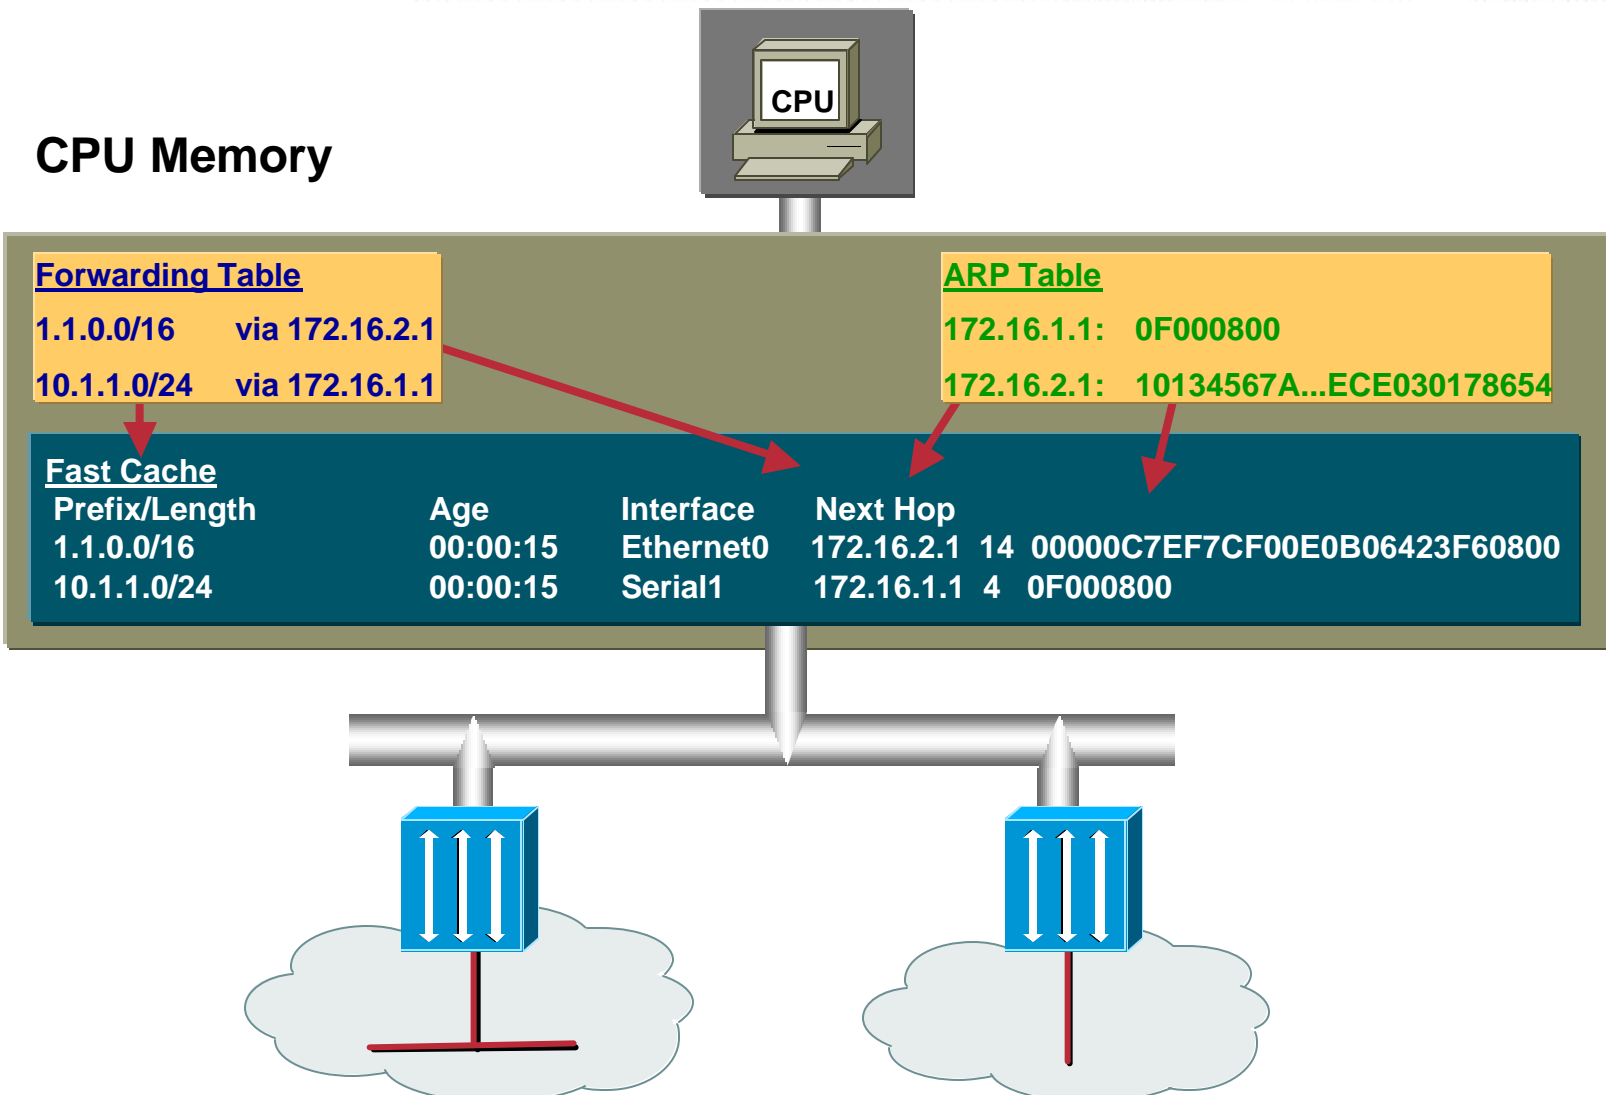 CPU
CPU Memory
Forwarding Table
1.1.0.0/16 via 172.16.2.1
10.1.1.0/24 via 172.16.1.1
ARP Table
172.16.1.1: 0F000800
172.16.2.1: 10134567A...ECE030178654
Fast Cache
Prefix/Length Age Interface Next Hop
1.1.0.0/16 00:00:15 Ethernet0 172.16.2.1 14 00000C7EF7CF00E0B06423F60800
10.1.1.0/24 00:00:15 Serial1 172.16.1.1 4 0F000800